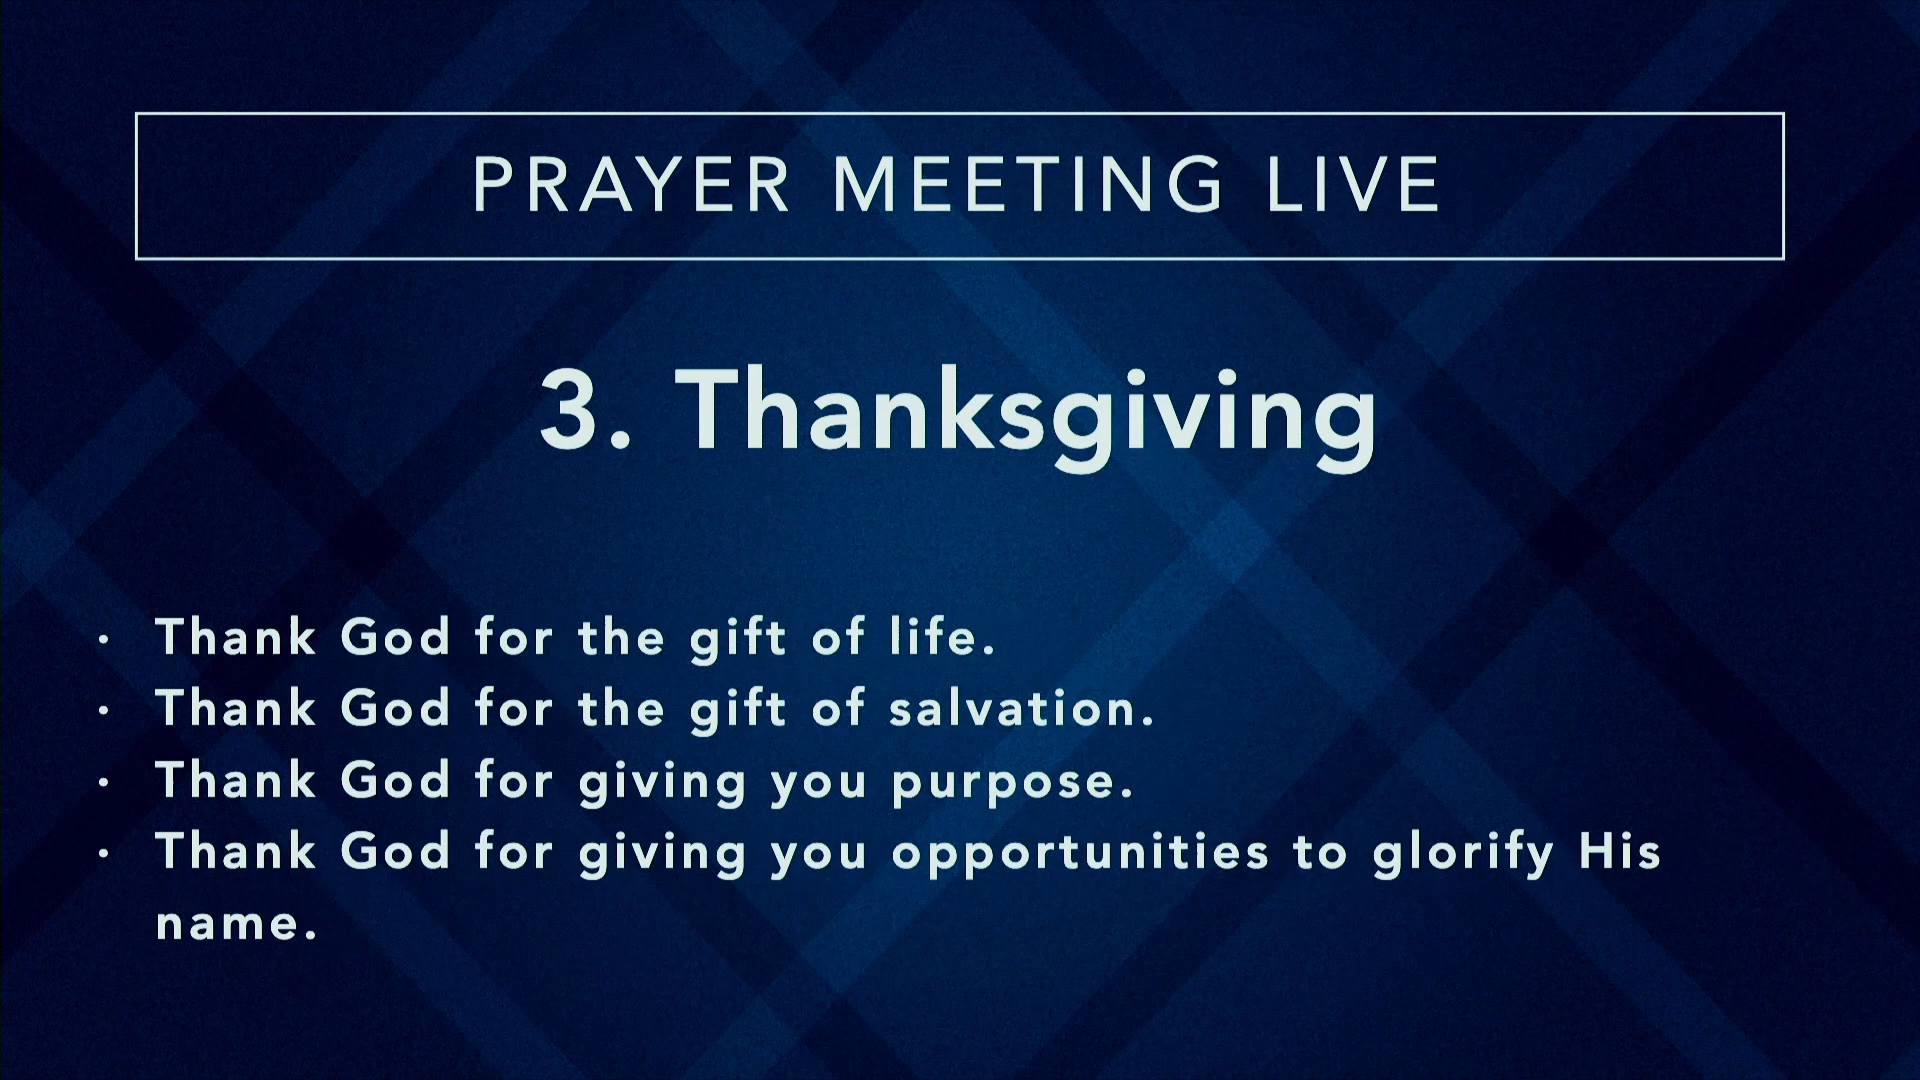 PRAYER MEETING LIVE
3. Thanksgiving
· Thank God for the gift of life.
· Thank God for the gift of salvation.
· Thank God for giving you purpose.
· Thank God for giving you opportunities to glorify His
name.